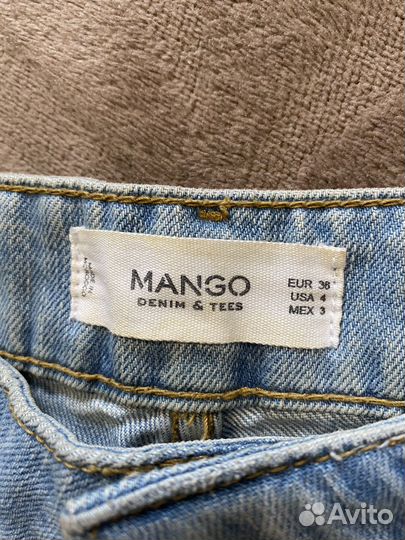 MANGO
DENIM & TEES
EUR 36
USA 4
MEX 3
Avito